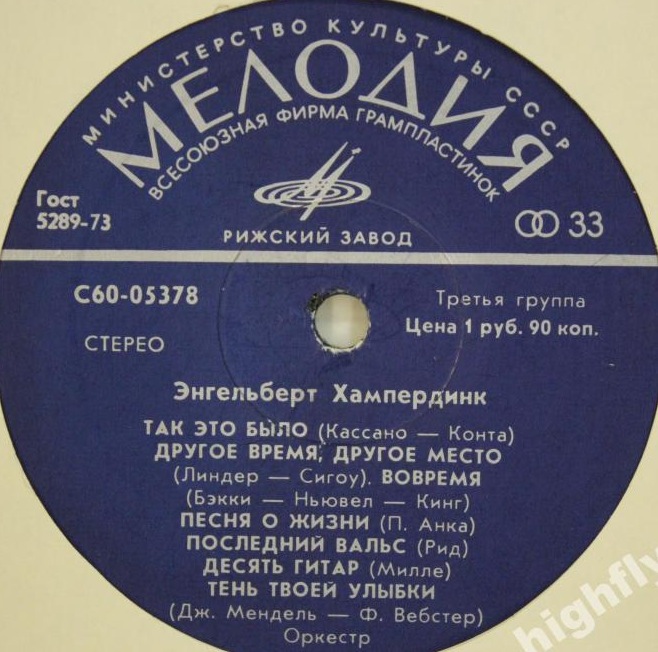 МИНИСТЕРСТВО КУЛЬТУРЫ СССР
МЕЛОДИЯ
ВСЕСОЮЗНАЯ ФИРМА ГРАМПЛАСТИНОК
Гост
5289-73
33
РИЖСКИЙ ЗАВОД
С60-05378
Третья группа
Цена 1 руб. 90 коп.
СТЕРЕО
Энгельберт Хампердинк
ТАК ЭТО БЫЛО (Кассано — Конта)
ДРУГОЕ ВРЕМЯ, ДРУГОЕ МЕСТО
(Линдер — Сигоу). ВОВРЕМЯ
(Бэкки — Ньювел — Кинг)
ПЕСНЯ О ЖИЗНИ (П. Анка)
ПОСЛЕДНИЙ ВАЛЬС (Рид)
ДЕСЯТЬ ГИТАР (Милле)
ТЕНЬ ТВОЕЙ УЛЫБКИ
(Дж. Мендель — Ф. Вебстер)
Оркестр
highfly